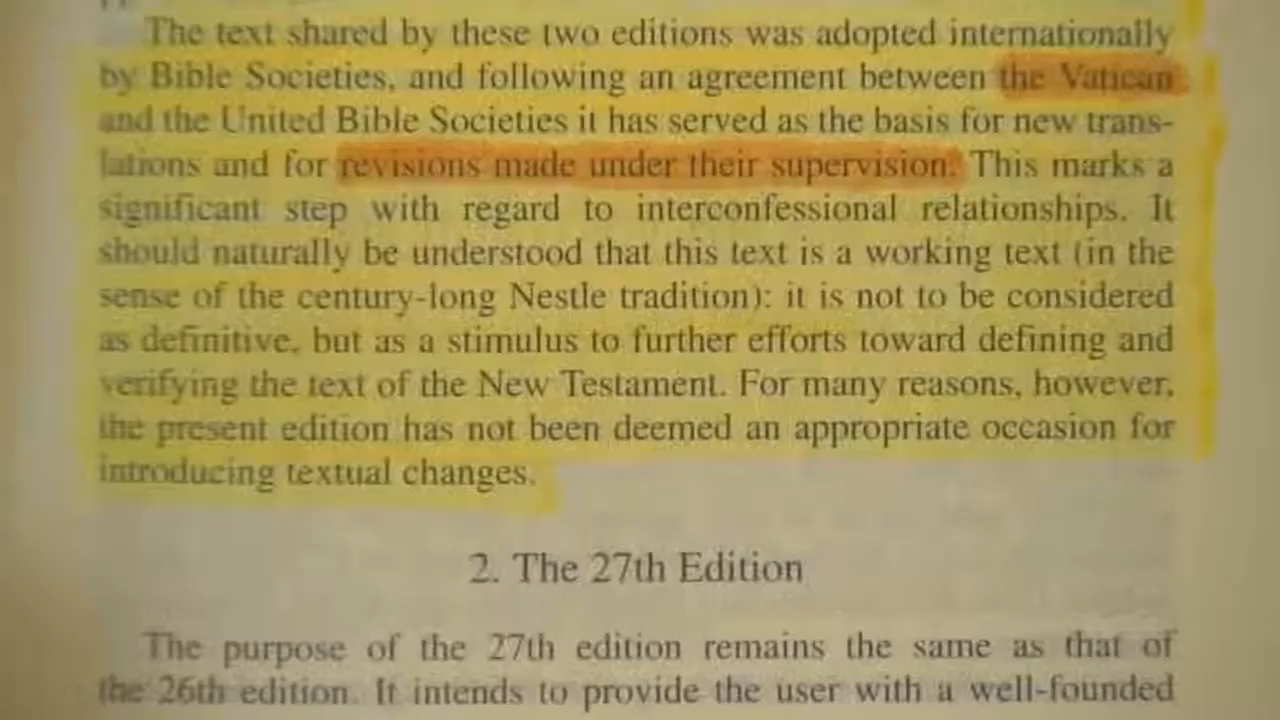 The text shared by these two editions was adopted internationally
by Bible Societies, and following an agreement between the Vatican
and the United Bible Societies it has served as the basis for new trans-
lations and for revisions made under their supervision. This marks a
significant step with regard to interconfessional relationships. It
should naturally be understood that this text is a working text (in the
sense of the century-long Nestle tradition): it is not to be considered
as definitive, but as a stimulus to further efforts toward defining and
verifying the text of the New Testament. For many reasons, however,
the present edition has not been deemed an appropriate occasion for
introducing textual changes.
2. The 27th Edition
The purpose of the 27th edition remains the same as that of
the 26th edition. It intends to provide the user with a well-founded